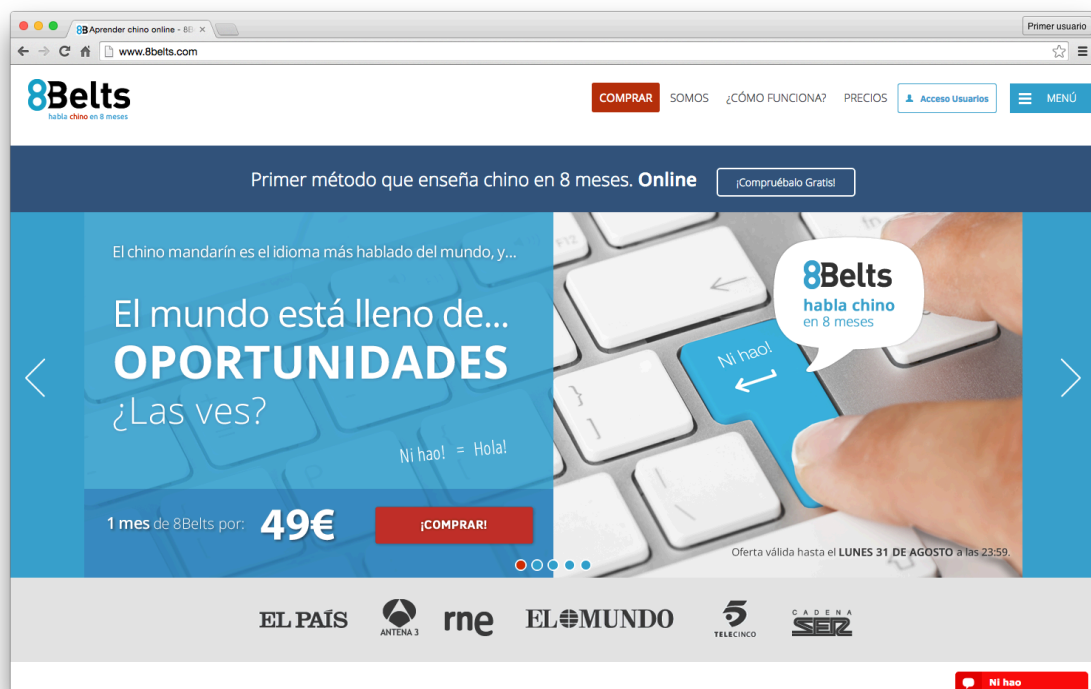 8B Aprender chino online - 8B
Primer usuario
www.8belts.com
8Belts
habla chino en 8 meses
COMPRAR SOMOS ¿CÓMO FUNCIONA? PRECIOS Acceso Usuarios MENÚ
Primer método que enseña chino en 8 meses. Online ¡Compruébalo Gratis!
El chino mandarín es el idioma más hablado del mundo, y...
El mundo está lleno de...
OPORTUNIDADES
¿Las ves?
Ni hao! = Hola!
1 mes de 8Belts por: 49€ ¡COMPRAR!
F12
fn
8Belts
habla chino
en 8 meses
Ni hao!
Oferta válida hasta el LUNES 31 DE AGOSTO a las 23:59.
EL PAÍS
ANTENA 3
rne
EL MUNDO
5
TELECINCO
CADENA
SER
Ni hao